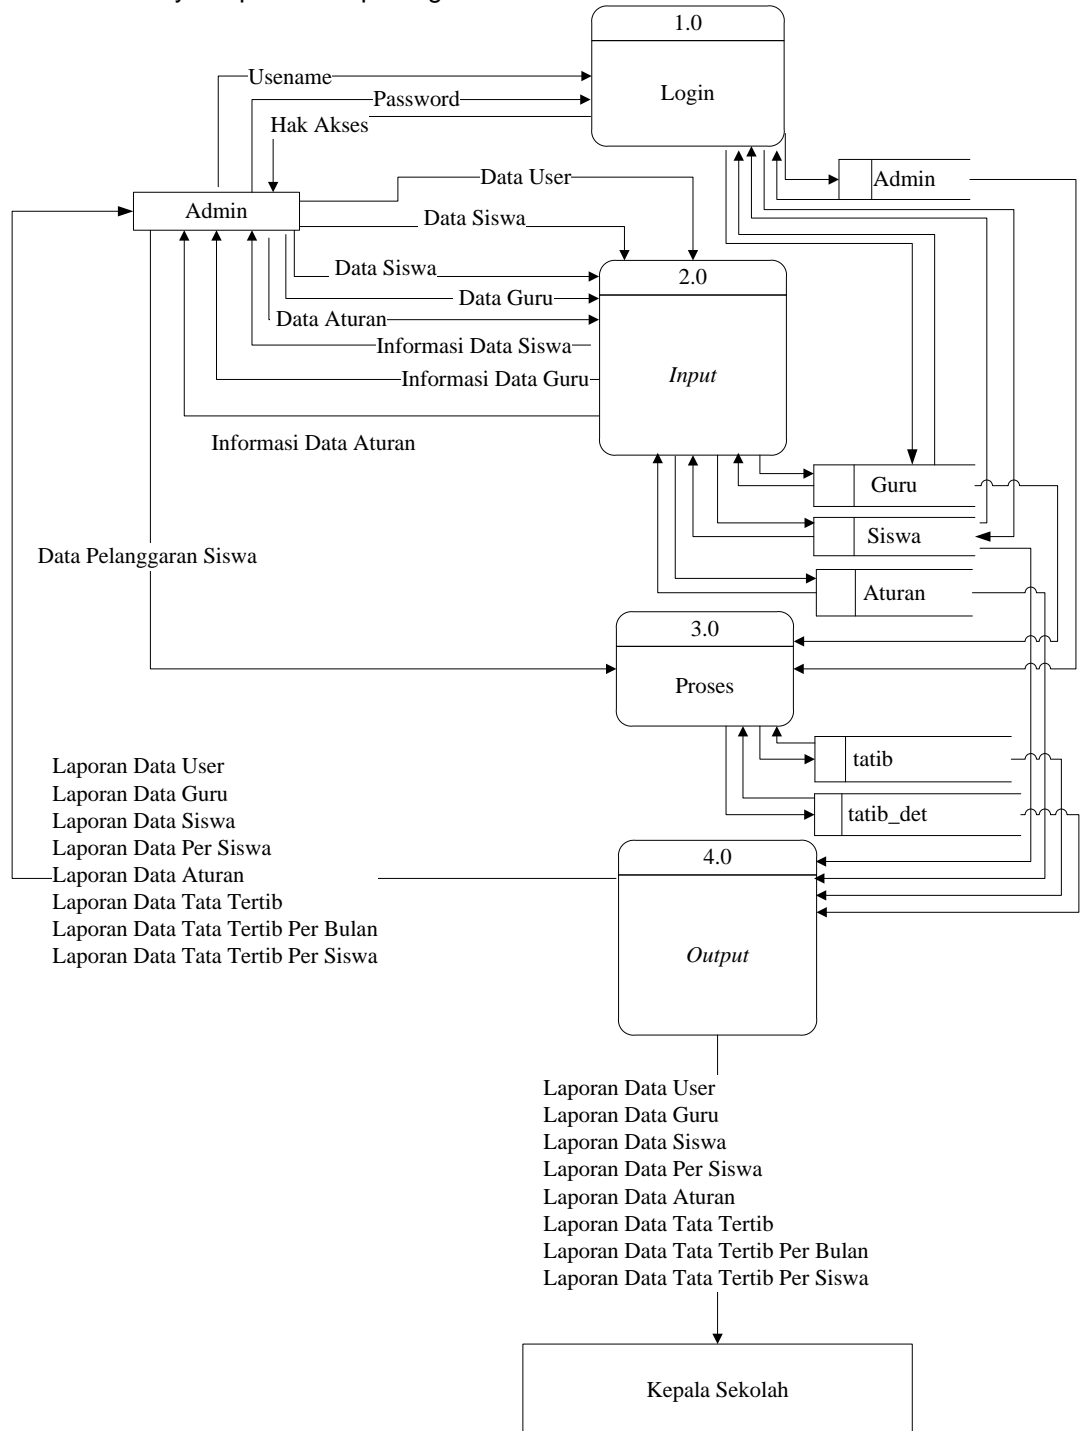 1.0
Login
Usename
Password
Hak Akses
Admin
Data User
Admin
Data Siswa
Data Siswa
2.0
Data Guru
Data Aturan
Informasi Data Siswa
Input
Informasi Data Guru
Informasi Data Aturan
Guru
Siswa
Data Pelanggaran Siswa
Aturan
3.0
Proses
tatib
tatib_det
Laporan Data User
Laporan Data Guru
Laporan Data Siswa
Laporan Data Per Siswa
Laporan Data Aturan
Laporan Data Tata Tertib
Laporan Data Tata Tertib Per Bulan
Laporan Data Tata Tertib Per Siswa
4.0
Output
Laporan Data User
Laporan Data Guru
Laporan Data Siswa
Laporan Data Per Siswa
Laporan Data Aturan
Laporan Data Tata Tertib
Laporan Data Tata Tertib Per Bulan
Laporan Data Tata Tertib Per Siswa
Kepala Sekolah